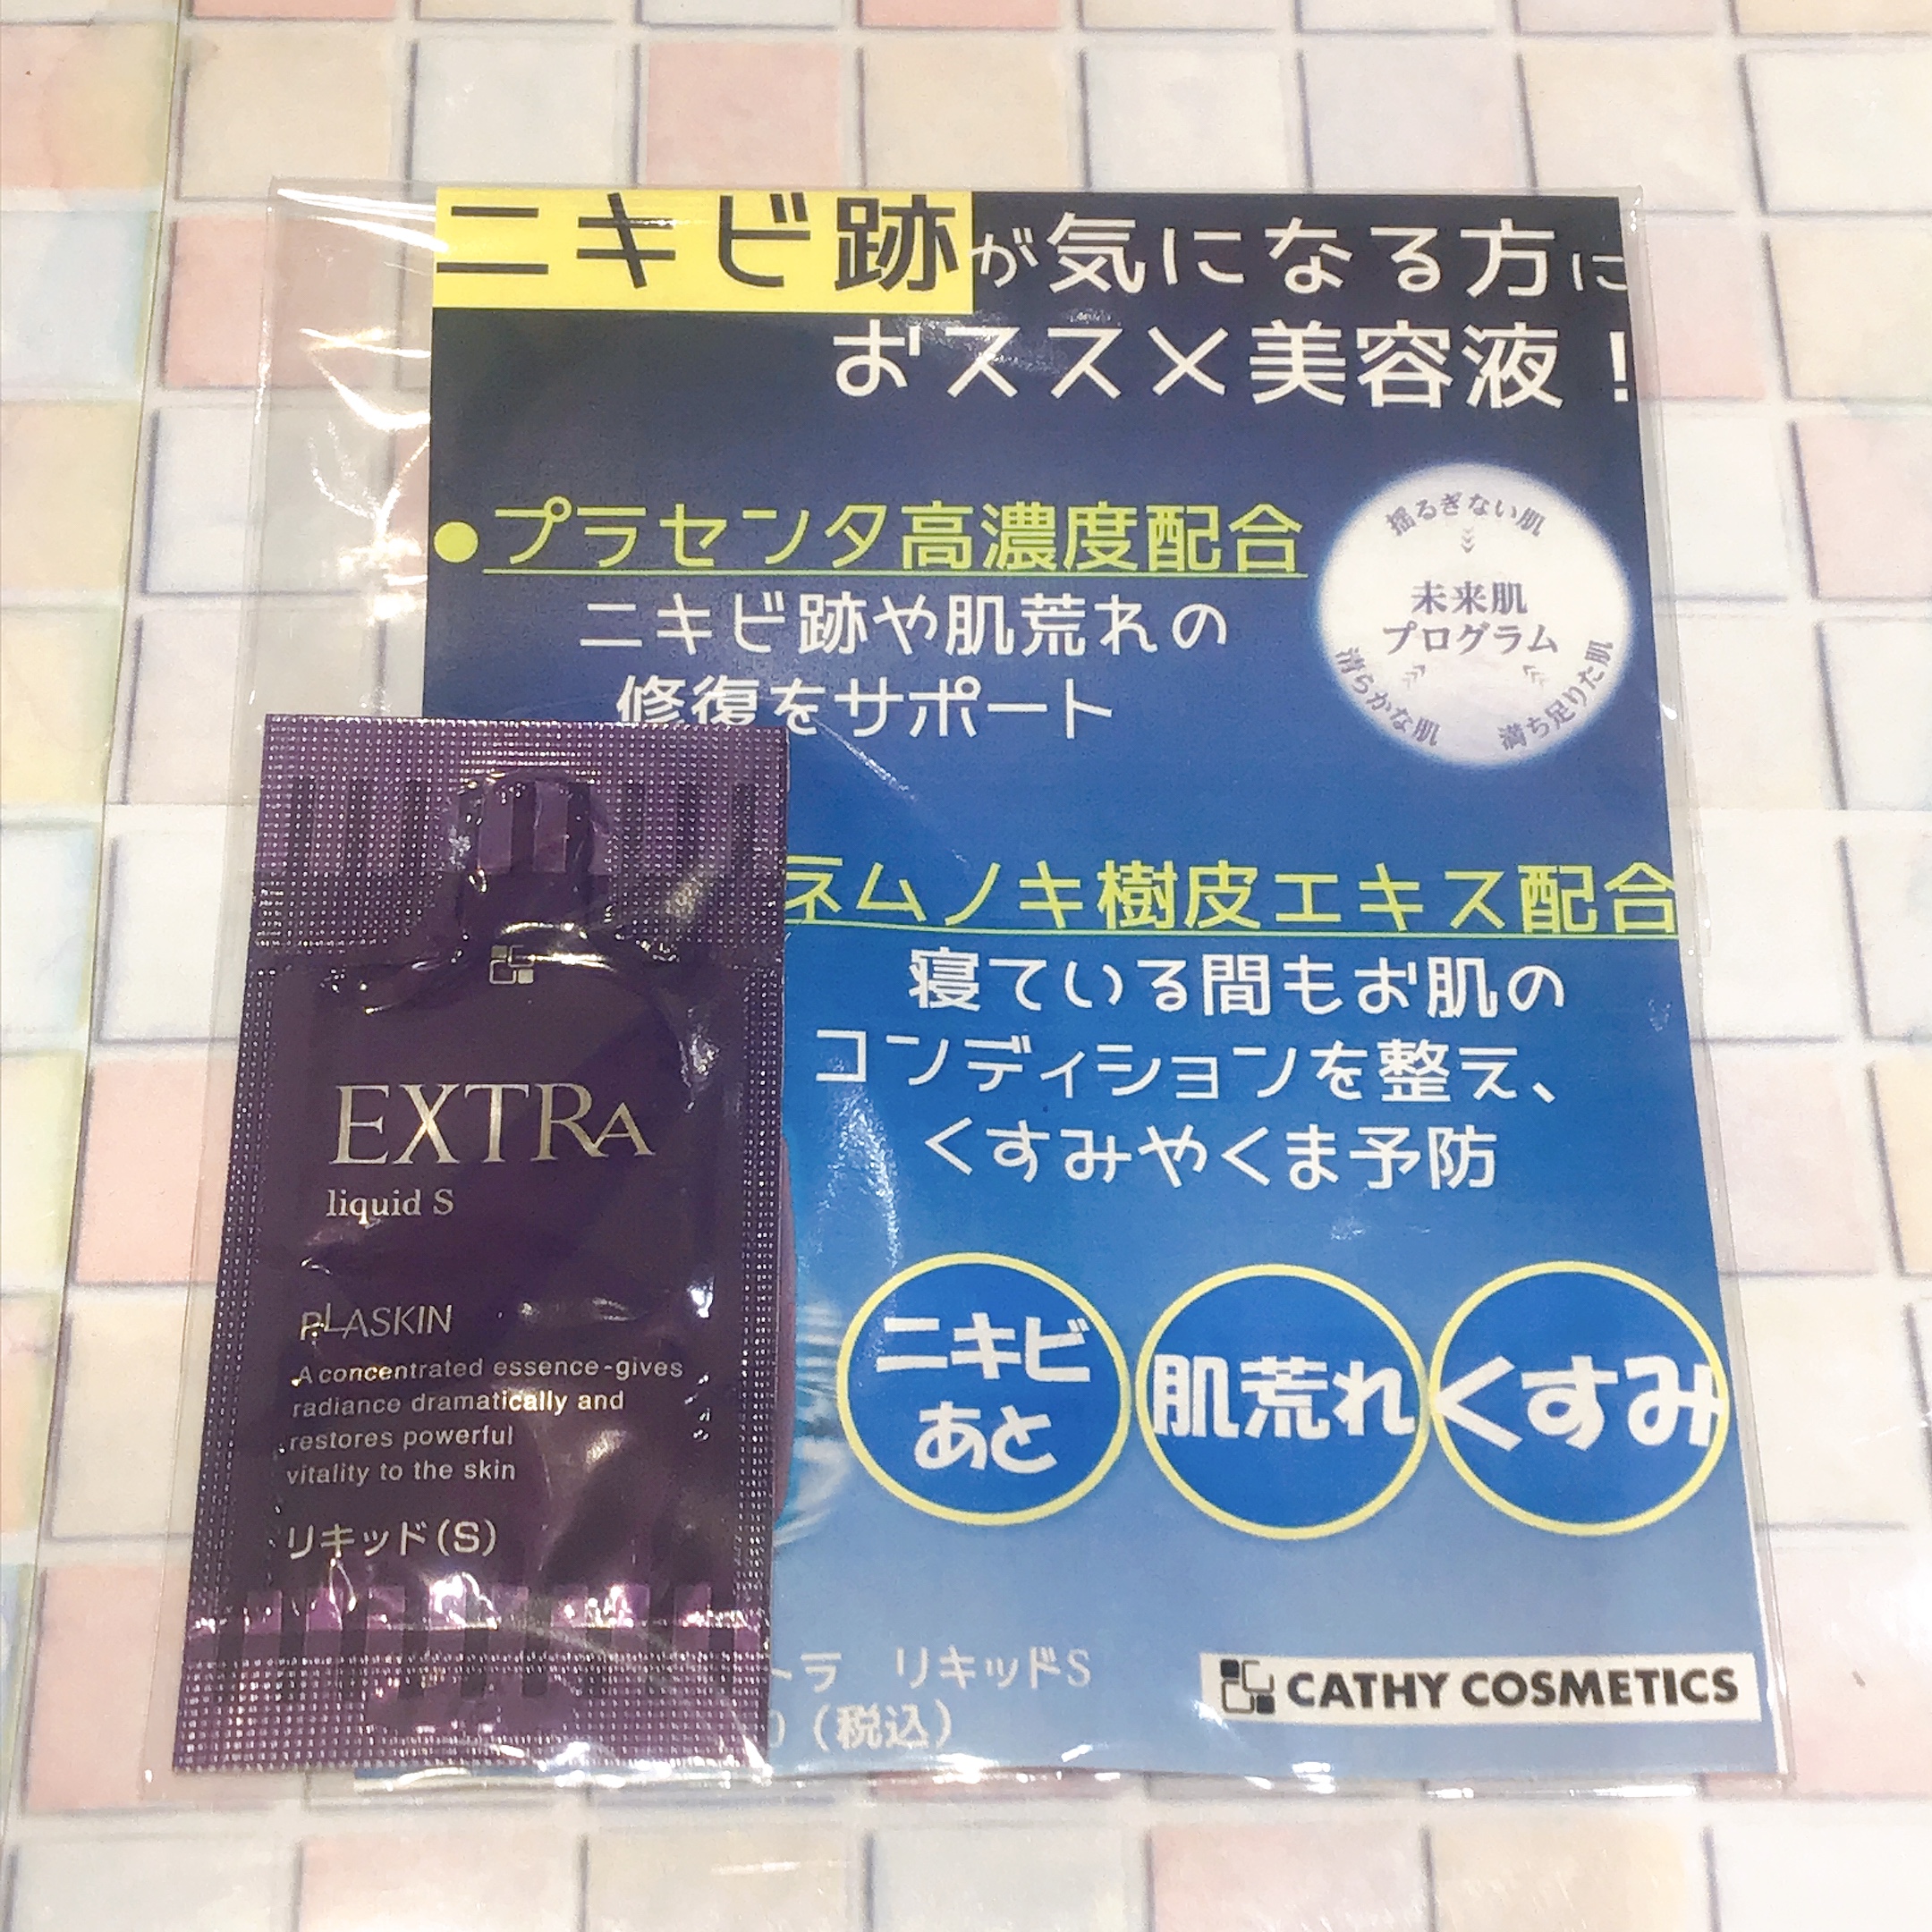 ニキビ跡が気になる方に
おススメ美容液!
●プラセンタ高濃度配合
ニキビ跡や肌荒れの
修復をサポート
揺るぎない肌
未来肌
プログラム
清らかな肌
満ち足りた肌
ネムノキ樹皮エキス配合
寝ている間もお肌の
コンディションを整え、
くすみやくま予防
ニキビ
あと
肌荒れ
くすみ
トラ リキッドS
0(税込)
CATHY COSMETICS
EXTRA
liquid S
PLASKIN
A concentrated essence-gives
radiance dramatically and
restores powerful
vitality to the skin
リキッド(S)